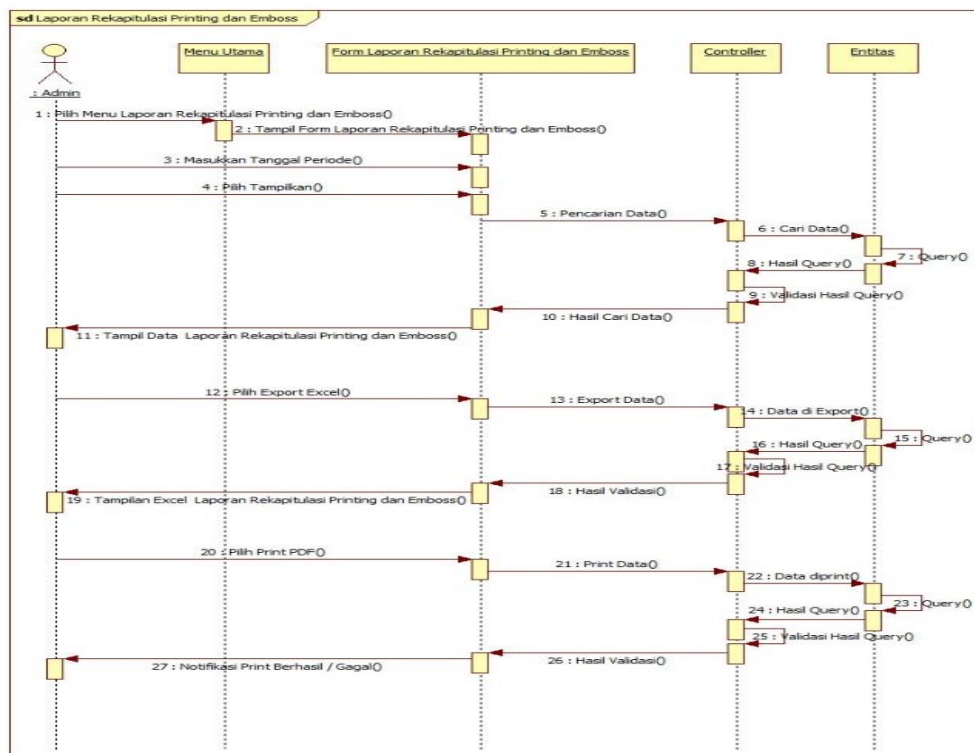 sd Laporan Rekapitulasi Printing dan Emboss
: Admin
Menu Utama
Form Laporan Rekapitulasi Printing dan Emboss
Controller
Entitas
1 : Pilih Menu Laporan Rekapitulasi Printing dan Emboss()
2 : Tampil Form Laporan Rekapitulasi Printing dan Emboss()
3 : Masukkan Tanggal Periode()
4 : Pilih Tampilkan()
5 : Pencarian Data()
6 : Cari Data()
7 : Query()
8 : Hasil Query()
9 : Validasi Hasil Query()
10 : Hasil Cari Data()
11 : Tampil Data Laporan Rekapitulasi Printing dan Emboss()
12 : Pilih Export Excel()
13 : Export Data()
14 : Data di Export()
15 : Query()
16 : Hasil Query()
17 : Validasi Hasil Query()
18 : Hasil Validasi()
19 : Tampilan Excel Laporan Rekapitulasi Printing dan Emboss()
20 : Pilih Print PDF()
21 : Print Data()
22 : Data diprint()
23 : Query()
24 : Hasil Query()
25 : Validasi Hasil Query()
26 : Hasil Validasi()
27 : Notifikasi Print Berhasil / Gagal()